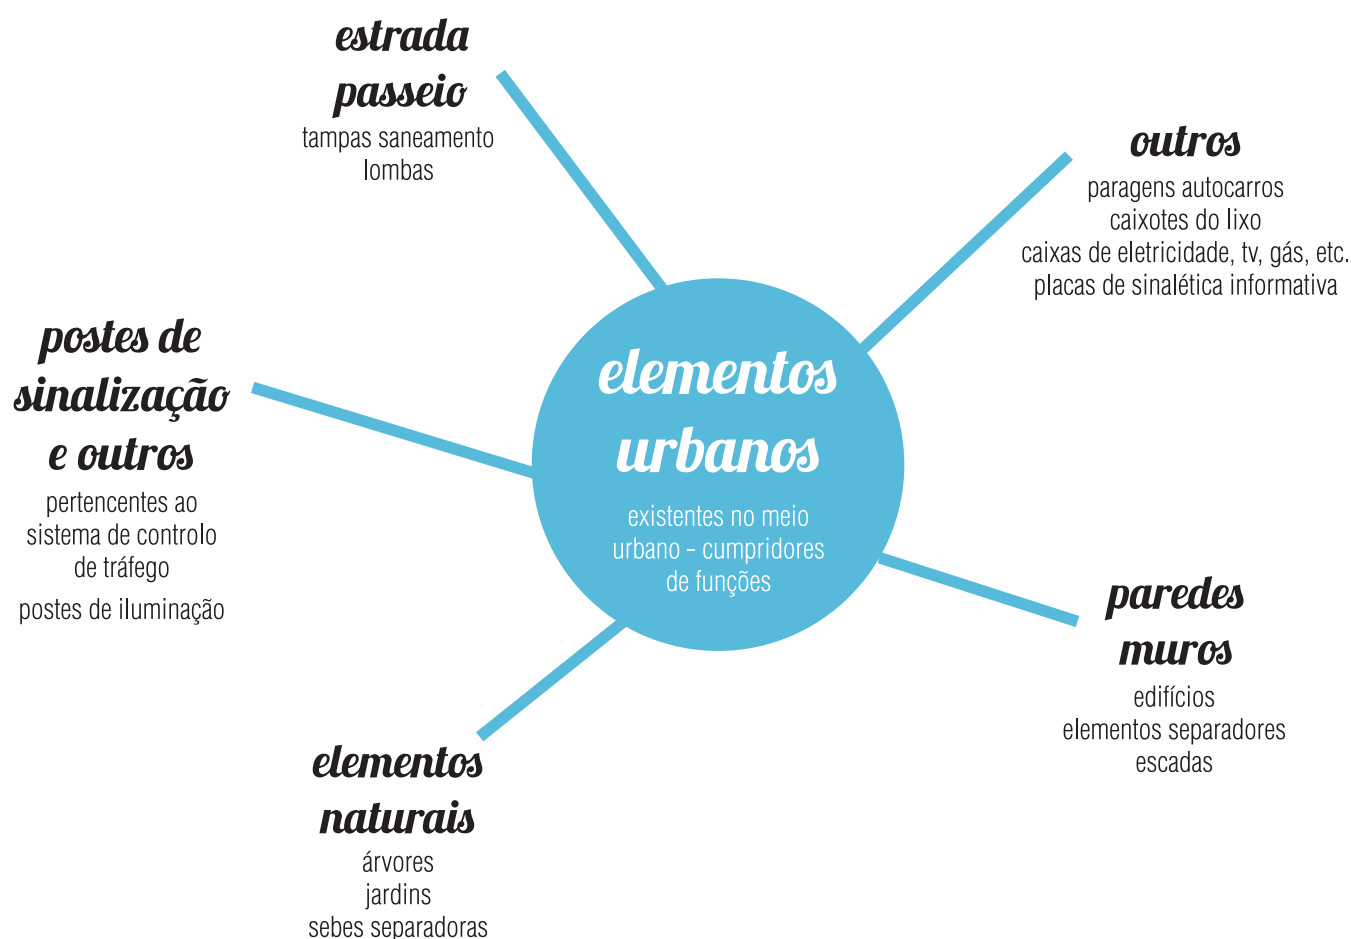 estrada
passeio
tampas saneamento
lombas
outros
paragens autocarros
caixotes do lixo
caixas de eletricidade, tv, gás, etc.
placas de sinalética informativa
postes de
sinalização
e outros
pertencentes ao
sistema de controlo
de tráfego
postes de iluminação
elementos
urbanos
existentes no meio
urbano - cumpridores
de funções
paredes
muros
edifícios
elementos separadores
escadas
elementos
naturais
árvores
jardins
sebes separadoras